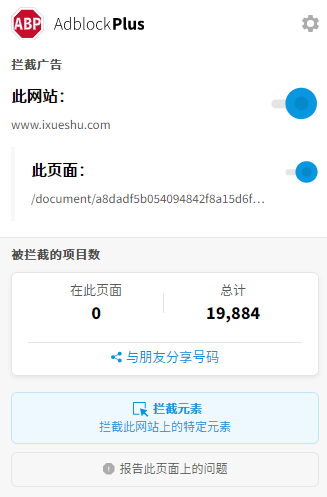 ABP AdblockPlus
拦截广告
此网站：
www.ixueshu.com
此页面：
/document/a8dadf5b054094842f8a15d6f…
被拦截的项目数
在此页面 总计
0 19,884
与朋友分享号码
拦截元素
拦截此网站上的特定元素
报告此页面上的问题